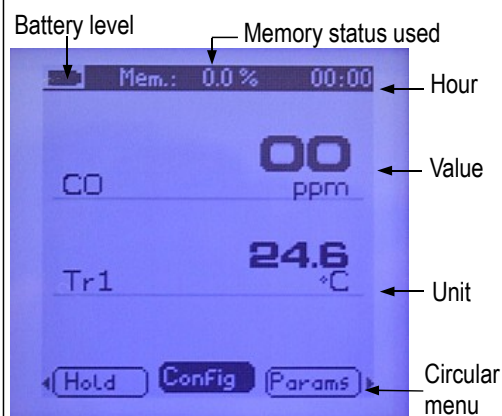 Battery level
Memory status used
Mem.: 0.0 % 00:00
Hour
00
Value
CO
ppm
24.6
Tr1
°C
Unit
Hold Config Params
Circular
menu